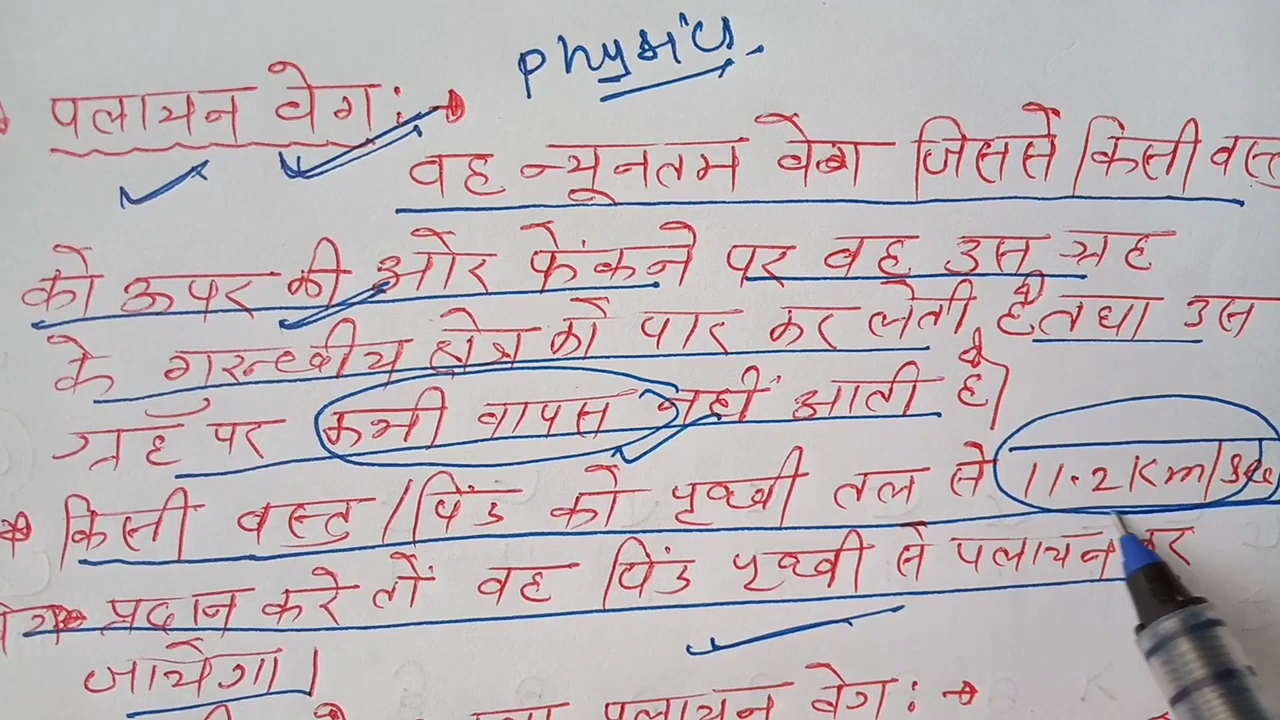 Physics
पलायन वेग :→
वह न्यूनतम वेग जिससे किसी वस्तु
को ऊपर की ओर फेंकने पर वह उस ग्रह
के गुरुत्वीय क्षेत्र को पार कर लेती है तथा उस
ग्रह पर कभी वापस नहीं आती है।
किसी वस्तु/पिंड को पृथ्वी तल से 11.2 Km/Sec
प्रदान करे तों वह पिंड पृथ्वी से पलायन कर
जायेगा।
पलायन वेग :→